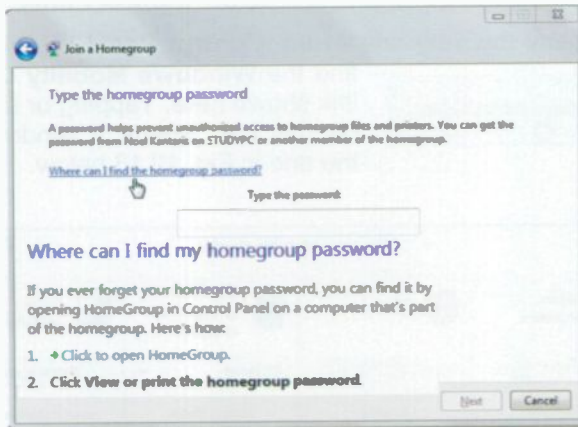 Join a Homegroup
Type the homegroup password
A password helps prevent unauthorized access to homegroup files and printers. You can get the
password from Noel Kantaris on STUDYPC or another member of the homegroup.
Where can I find the homegroup password?
Type the password:
Where can I find my homegroup password?
If you ever forget your homegroup password, you can find it by
opening HomeGroup in Control Panel on a computer that's part
of the homegroup. Here's how:
1. Click to open HomeGroup.
2. Click View or print the homegroup password.
Next Cancel